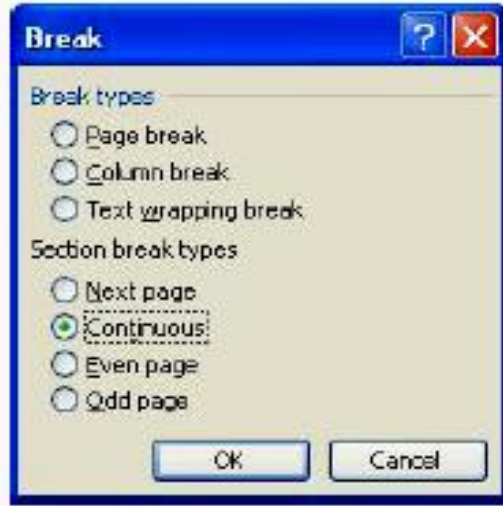 Break
Break types
Page break
Column break
Text wrapping break
Section break types
Next page
Continuous
Even page
Odd page
OK Cancel